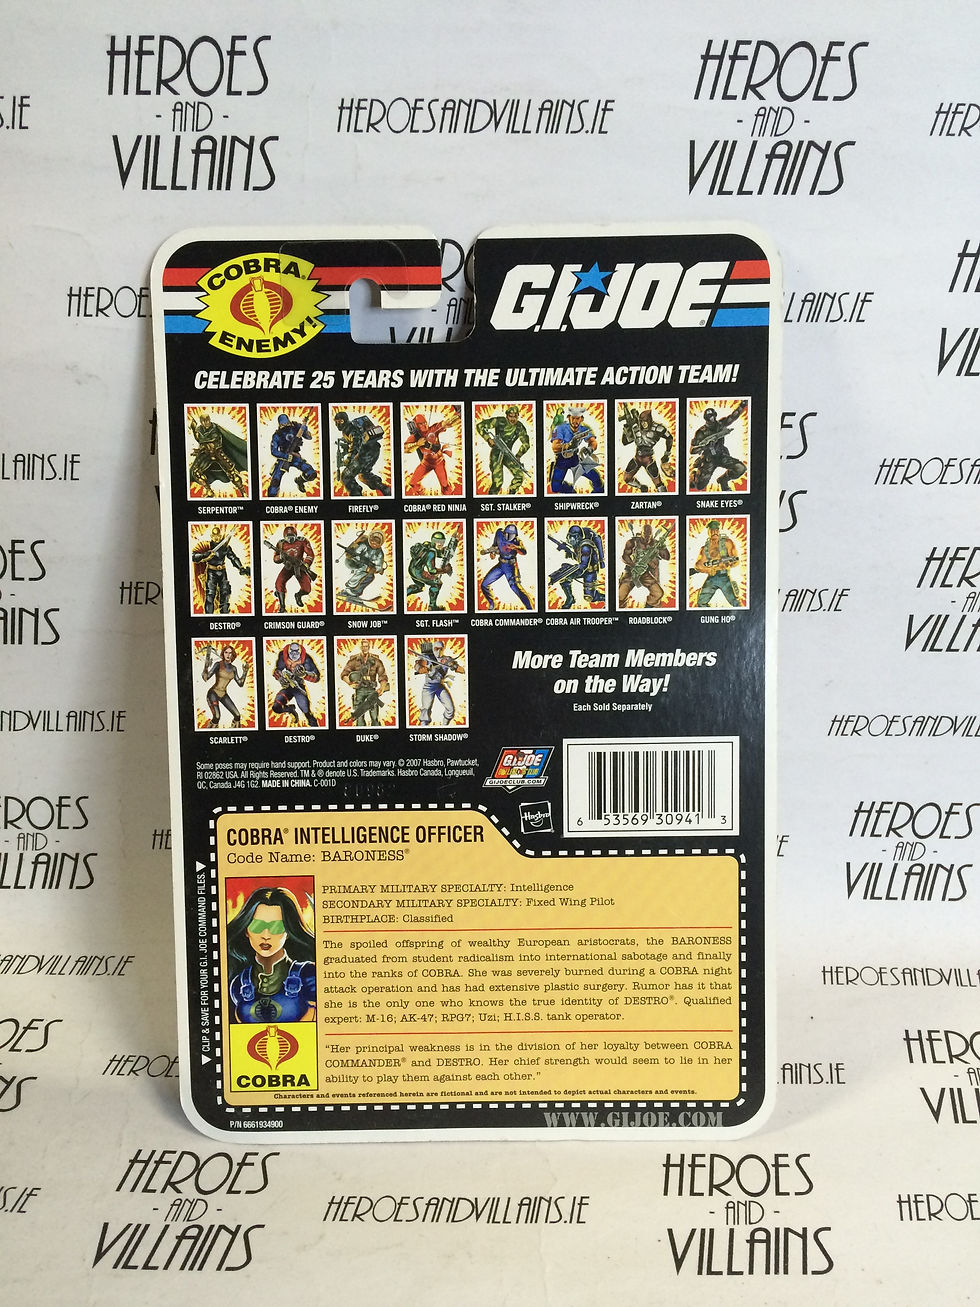 HEROES
- AND -
VILLAINS
HEROESANDVILLAINS.IE
HEROES
- AND -
VILLAINS
COBRA™
ENEMY!
G.I.JOE®
CELEBRATE 25 YEARS WITH THE ULTIMATE ACTION TEAM!
SERPENTOR™ COBRA® ENEMY FIREFLY® COBRA® RED NINJA SGT. STALKER® SHIPWRECK® ZARTAN® SNAKE EYES®
DESTRO® CRIMSON GUARD® SNOW JOB™ SGT. FLASH™ COBRA COMMANDER® COBRA AIR TROOPER™ ROADBLOCK® GUNG HO®
SCARLETT® DESTRO® DUKE® STORM SHADOW®
More Team Members
on the Way!
Each Sold Separately
Some poses may require hand support. Product and colors may vary. © 2007 Hasbro, Pawtucket,
RI 02862 USA. All Rights Reserved. TM & ® denote U.S. Trademarks. Hasbro Canada, Longueuil,
QC, Canada J4G 1G2. MADE IN CHINA. C-001D
G.I.JOE
GIJOECLUB.COM
Hasbro
6 53569 30941 3
COBRA® INTELLIGENCE OFFICER
Code Name: BARONESS®
PRIMARY MILITARY SPECIALTY: Intelligence
SECONDARY MILITARY SPECIALTY: Fixed Wing Pilot
BIRTHPLACE: Classified
The spoiled offspring of wealthy European aristocrats, the BARONESS
graduated from student radicalism into international sabotage and finally
into the ranks of COBRA. She was severely burned during a COBRA night
attack operation and has had extensive plastic surgery. Rumor has it that
she is the only one who knows the true identity of DESTRO®. Qualified
expert: M-16; AK-47; RPG7; Uzi; H.I.S.S. tank operator.
"Her principal weakness is in the division of her loyalty between COBRA
COMMANDER® and DESTRO. Her chief strength would seem to lie in her
ability to play them against each other."
COBRA
Characters and events referenced herein are fictional and are not intended to depict actual characters and events.
CLIP & SAVE FOR YOUR G.I. JOE COMMAND FILES.
P/N 6661934900
WWW.GIJOE.COM
HEROES
- AND -
VILLAINS
HEROESANDVILLAINS.IE
HEROES
- AND -
VILLAINS